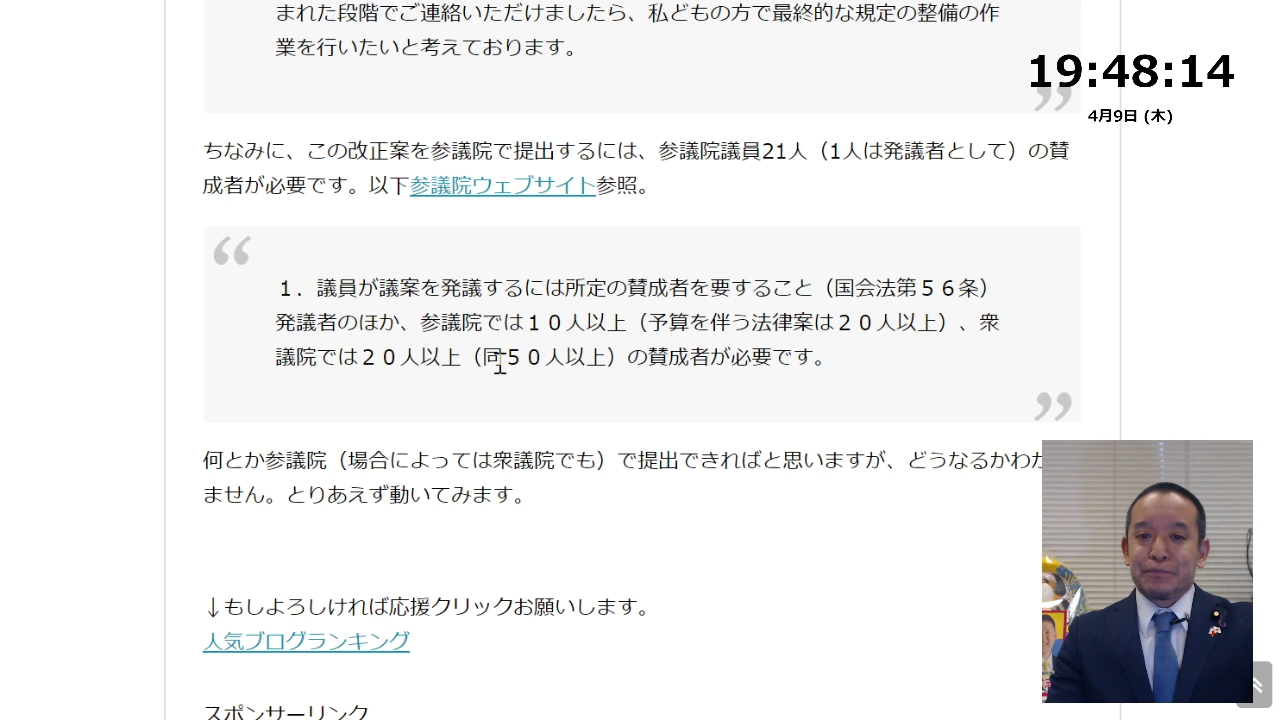 まれた段階でご連絡いただけましたら、私どもの方で最終的な規定の整備の作
業を行いたいと考えております。
19:48:14
4月9日 (木)
ちなみに、この改正案を参議院で提出するには、参議院議員21人（1人は発議者として）の賛
成者が必要です。以下参議院ウェブサイト参照。
１．議員が議案を発議するには所定の賛成者を要すること（国会法第５６条）
発議者のほか、参議院では１０人以上（予算を伴う法律案は２０人以上）、衆
議院では２０人以上（同５０人以上）の賛成者が必要です。
何とか参議院（場合によっては衆議院でも）で提出できればと思いますが、どうなるかわか
ません。とりあえず動いてみます。
↓もしよろしければ応援クリックお願いします。
人気ブログランキング
スポンサーリンク